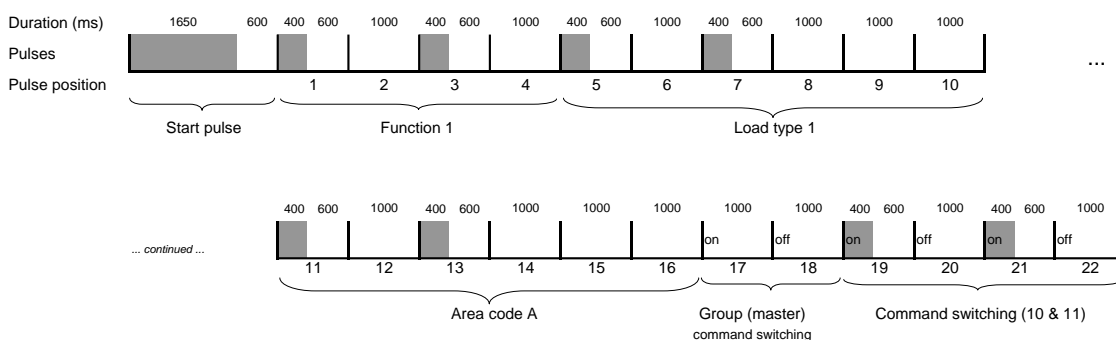 Duration (ms) 1650 600 400 600 1000 400 600 1000 400 600 1000 400 600 1000 1000 1000
Pulses ...
Pulse position 1 2 3 4 5 6 7 8 9 10
Start pulse Function 1 Load type 1
400 600 1000 400 600 1000 1000 1000 1000 1000 400 600 1000 400 600 1000
... continued ... on off on off on off
11 12 13 14 15 16 17 18 19 20 21 22
Area code A Group (master) Command switching (10 & 11)
command switching